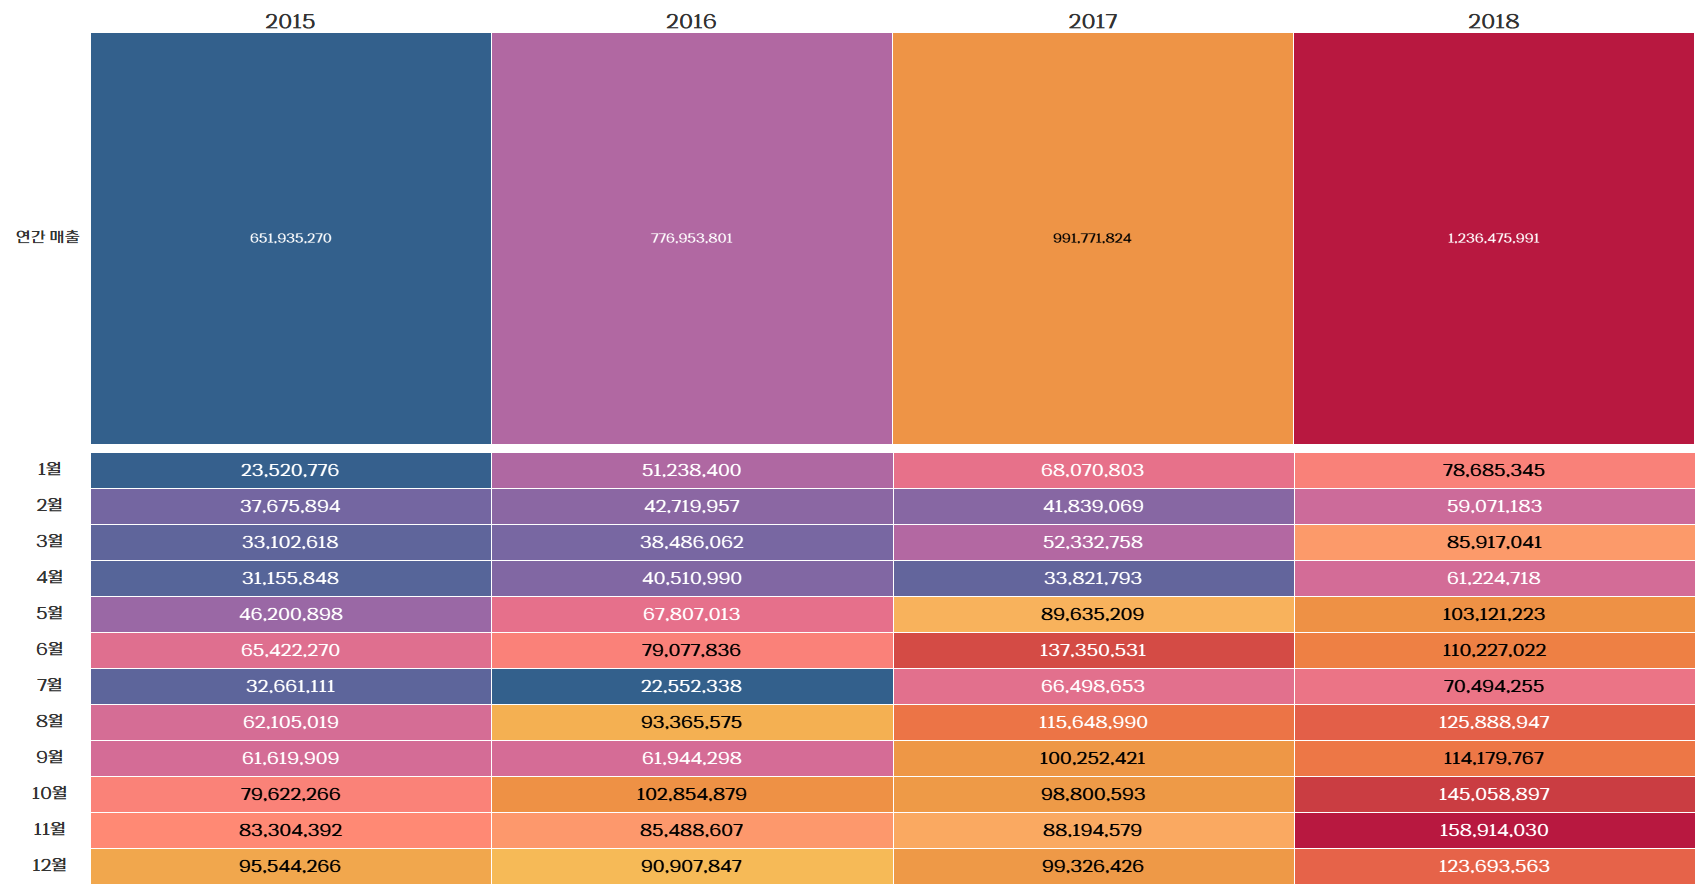 2015 2016 2017 2018
연간 매출 651,935,270 776,953,801 991,771,824 1,236,475,991
1월 23,520,776 51,238,400 68,070,803 78,685,345
2월 37,675,894 42,719,957 41,839,069 59,071,183
3월 33,102,618 38,486,062 52,332,758 85,917,041
4월 31,155,848 40,510,990 33,821,793 61,224,718
5월 46,200,898 67,807,013 89,635,209 103,121,223
6월 65,422,270 79,077,836 137,350,531 110,227,022
7월 32,661,111 22,552,338 66,498,653 70,494,255
8월 62,105,019 93,365,575 115,648,990 125,888,947
9월 61,619,909 61,944,298 100,252,421 114,179,767
10월 79,622,266 102,854,879 98,800,593 145,058,897
11월 83,304,392 85,488,607 88,194,579 158,914,030
12월 95,544,266 90,907,847 99,326,426 123,693,563